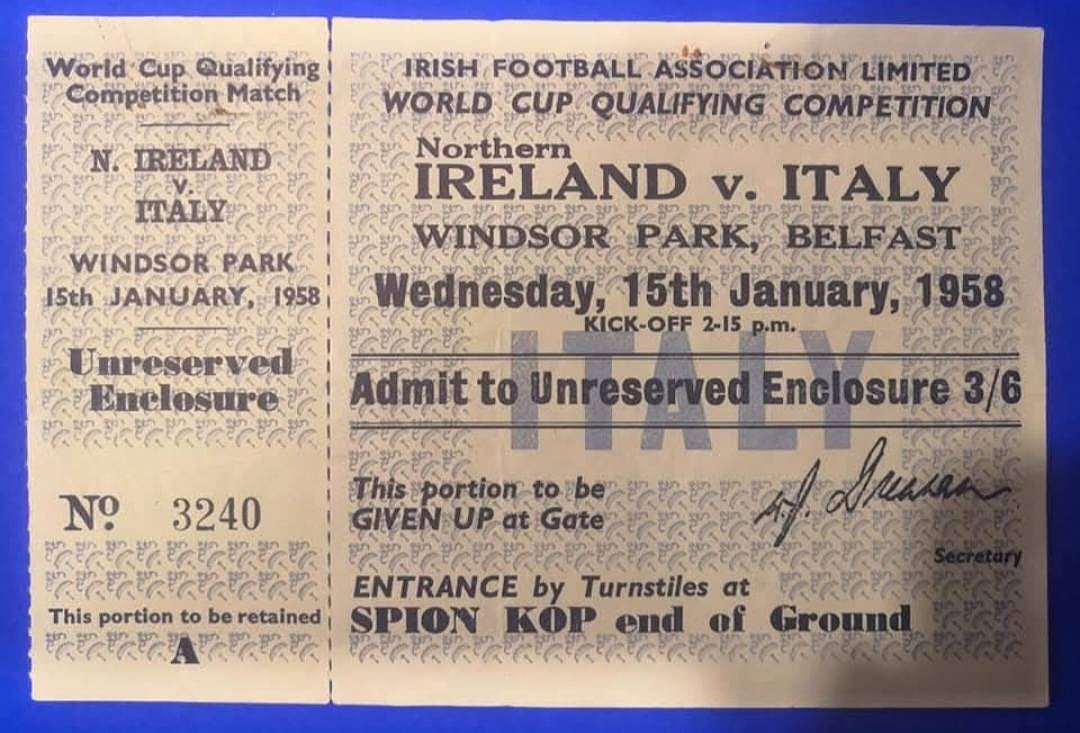 World Cup Qualifying
Competition Match
N. IRELAND
v.
ITALY
WINDSOR PARK
15th JANUARY, 1958
Unreserved
Enclosure
Nº 3240
This portion to be retained
A
IRISH FOOTBALL ASSOCIATION LIMITED
WORLD CUP QUALIFYING COMPETITION
Northern
IRELAND v. ITALY
WINDSOR PARK, BELFAST
Wednesday, 15th January, 1958
KICK-OFF 2-15 p.m.
ITALY
Admit to Unreserved Enclosure 3/6
This portion to be
GIVEN UP at Gate
Secretary
ENTRANCE by Turnstiles at
SPION KOP end of Ground